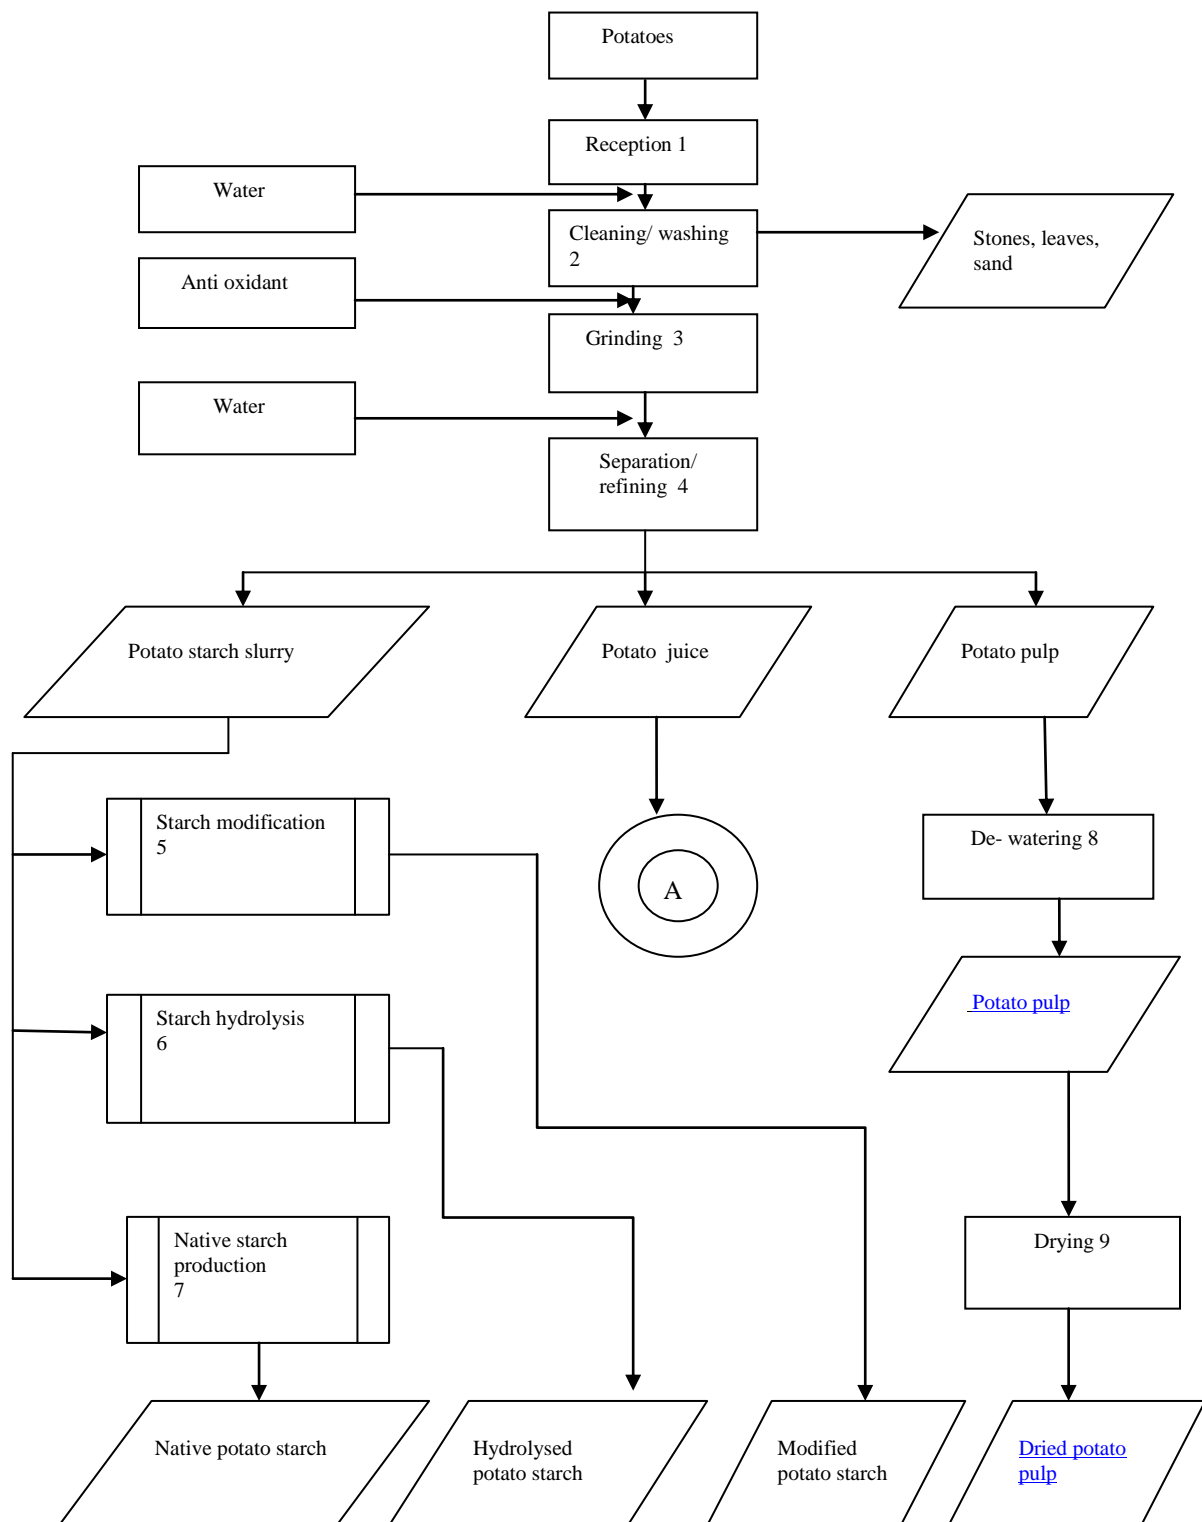 Potatoes
Reception 1
Water
Cleaning/ washing
2
Stones, leaves,
sand
Anti oxidant
Grinding  3
Water
Separation/
refining  4
Potato starch slurry
Potato  juice
Potato pulp
Starch modification
5
A
De- watering 8
Starch hydrolysis
6
Potato pulp
Native starch
production
7
Drying 9
Native potato starch
Hydrolysed
potato starch
Modified
potato starch
Dried potato
pulp